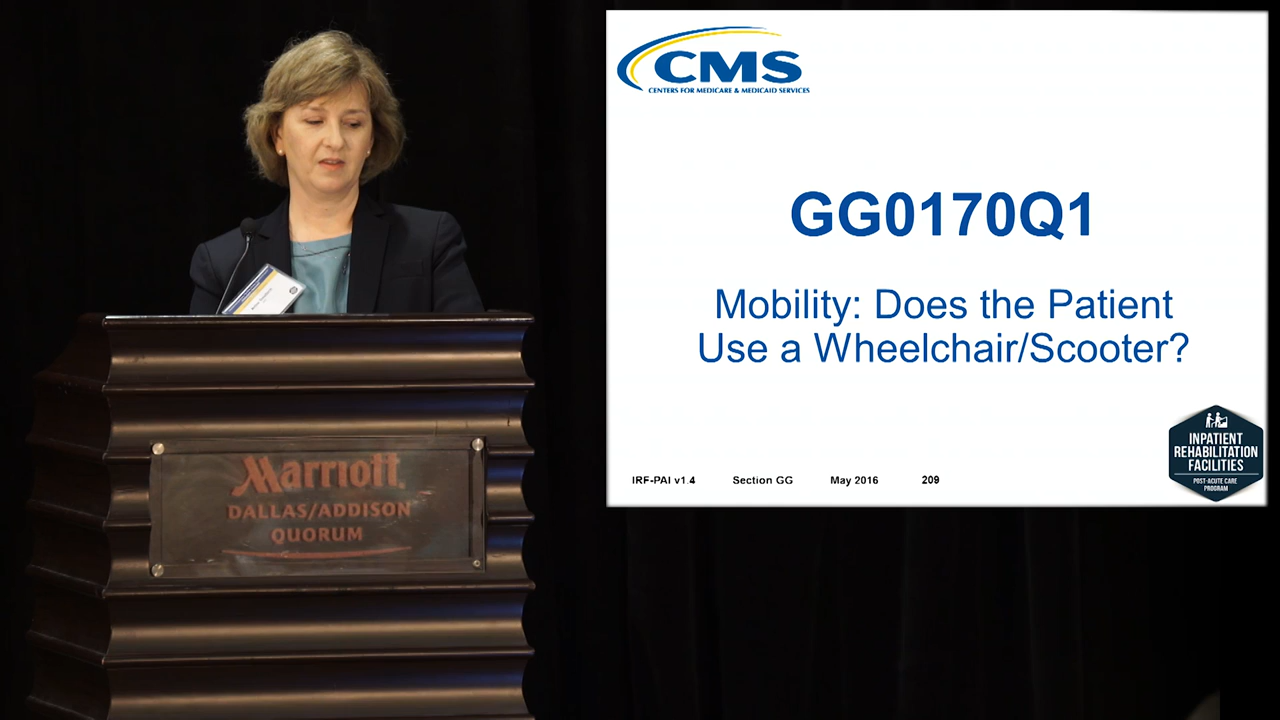 CMS
CENTERS FOR MEDICARE & MEDICAID SERVICES
GG0170Q1
Mobility: Does the Patient
Use a Wheelchair/Scooter?
IRF-PAI v1.4 Section GG May 2016 209
INPATIENT
REHABILITATION
FACILITIES
POST-ACUTE CARE
PROGRAM
Marriott
DALLAS/ADDISON
QUORUM